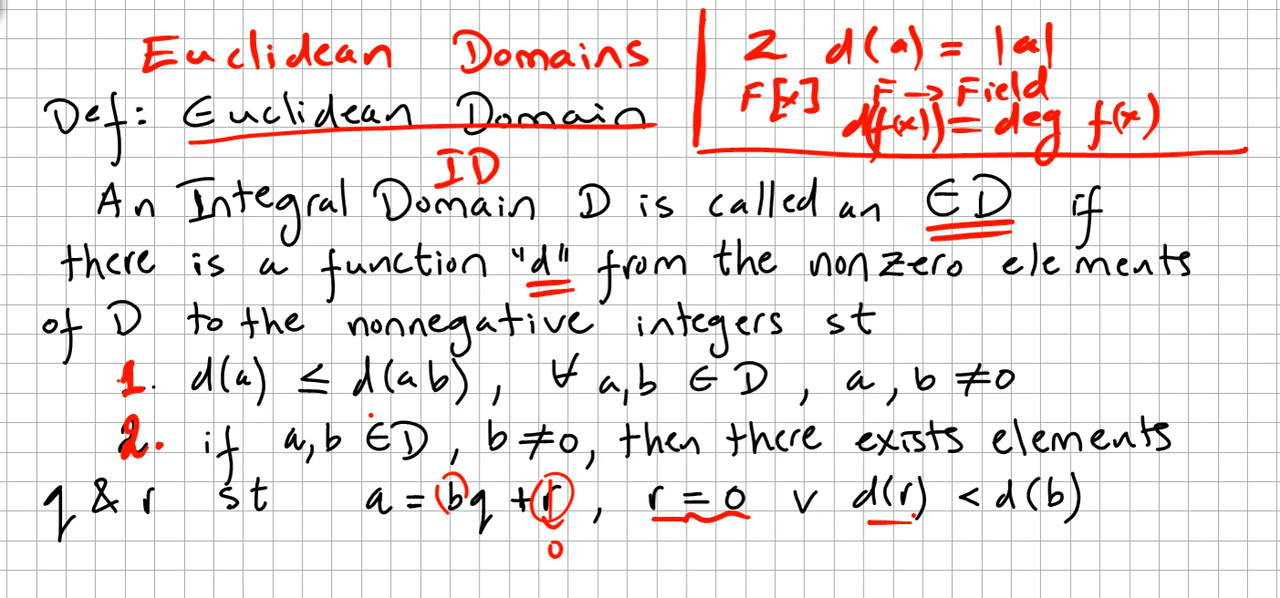 Euclidean Domains
Z d(a) = |a|
F[x] F → Field
d(f(x)) = deg f(x)
Def: Euclidean Domain
ID
An Integral Domain D is called an ED if
there is a function "d" from the nonzero elements
of D to the nonnegative integers st
1. d(a) ≤ d(ab), ∀ a,b ∈ D, a, b ≠ 0
2. if a,b ∈ D, b ≠ 0, then there exists elements
q & r st a = bq + r, r = 0 ∨ d(r) < d(b)
0